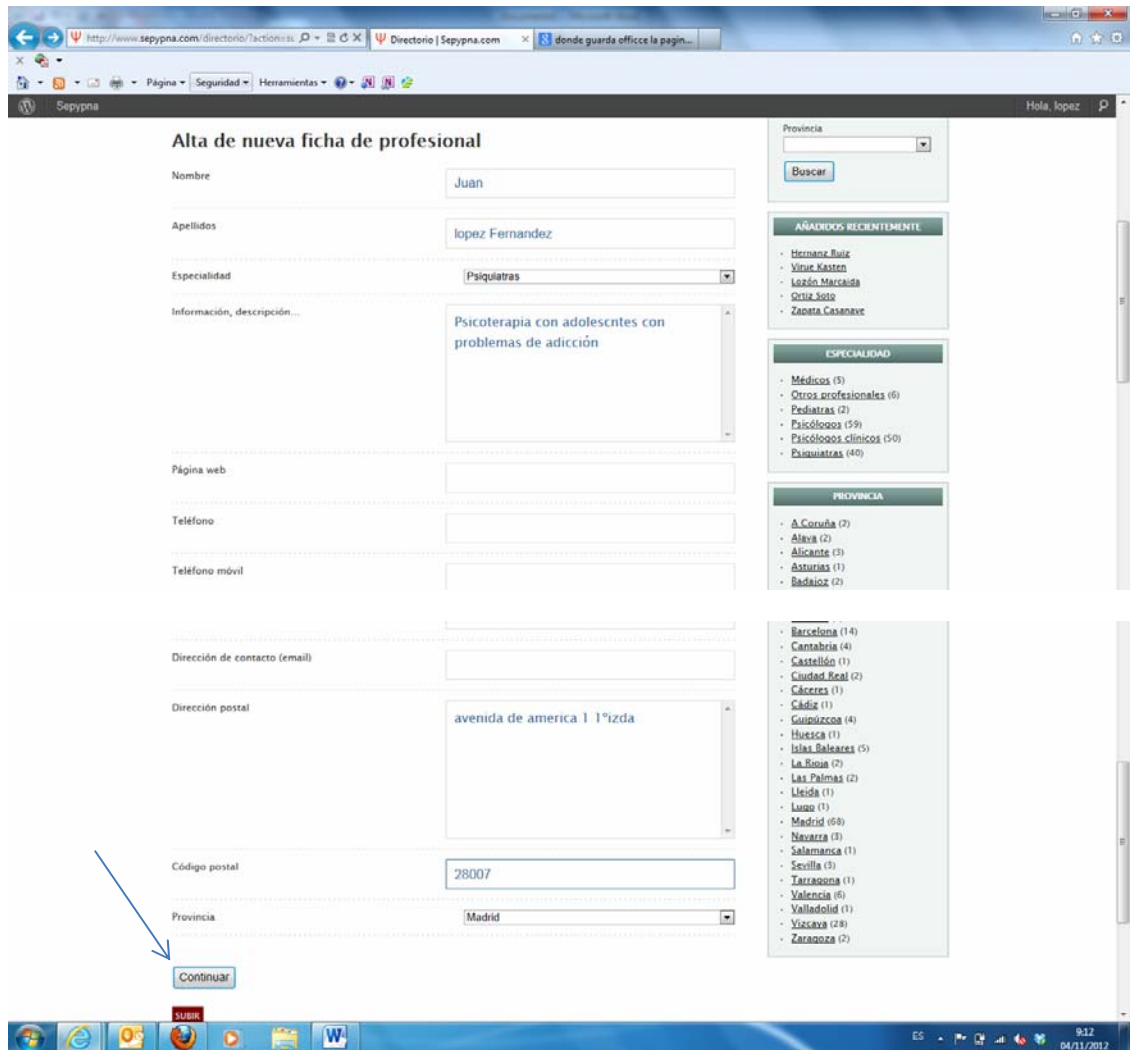 http://www.sepypna.com/directorio/?action=su
Directorio | Sepypna.com
donde guarda officce la pagin...
Página
Seguridad
Herramientas
Sepypna
Hola, lopez
Alta de nueva ficha de profesional
Nombre
Juan
Apellidos
lopez Fernandez
Especialidad
Psiquiatras
Información, descripción...
Psicoterapia con adolescntes con
problemas de adicción
Página web
Teléfono
Teléfono móvil
Provincia
Buscar
AÑADIDOS RECIENTEMENTE
Hernanz Ruiz
Virue Kasten
Lozón Marcaida
Ortiz Soto
Zapata Casanave
ESPECIALIDAD
Médicos (5)
Otros profesionales (6)
Pediatras (2)
Psicólogos (59)
Psicólogos clínicos (50)
Psiquiatras (40)
PROVINCIA
A Coruña (2)
Alava (2)
Alicante (3)
Asturias (1)
Badajoz (2)
Dirección de contacto (email)
Dirección postal
avenida de america 1 1ºizda
Código postal
28007
Provincia
Madrid
Continuar
SUBIR
Barcelona (14)
Cantabria (4)
Castellón (1)
Ciudad Real (2)
Cáceres (1)
Cádiz (1)
Guipúzcoa (4)
Huesca (1)
Islas Baleares (5)
La Rioja (2)
Las Palmas (2)
Lleida (1)
Lugo (1)
Madrid (68)
Navarra (3)
Salamanca (1)
Sevilla (3)
Tarragona (1)
Valencia (6)
Valladolid (1)
Vizcaya (28)
Zaragoza (2)
ES
9:12
04/11/2012